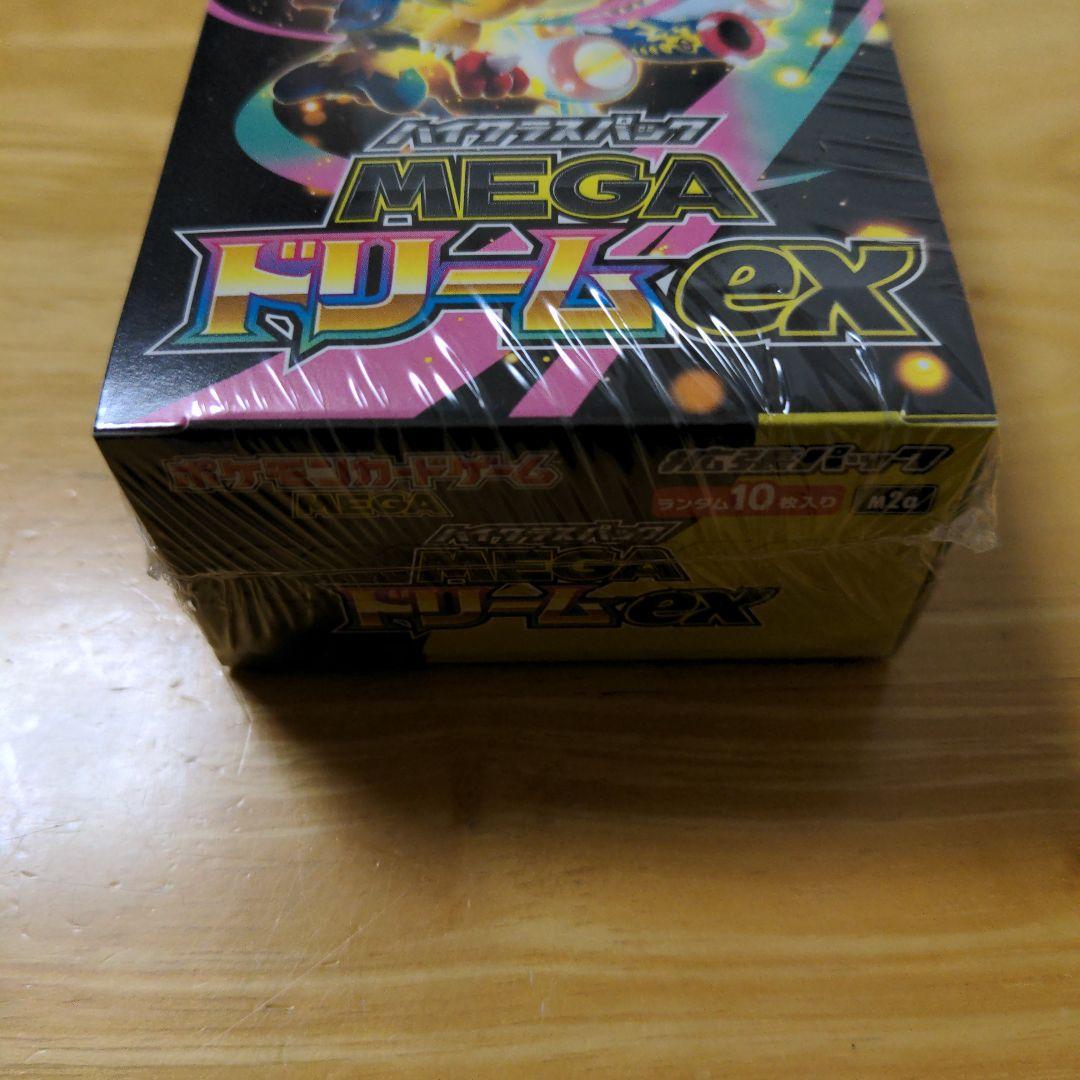 ハイクラスパック
MEGA
ドリームex
ポケモンカードゲーム
MEGA
拡張パック
ランダム10枚入り
M2a
ハイクラスパック
MEGA
ドリームex